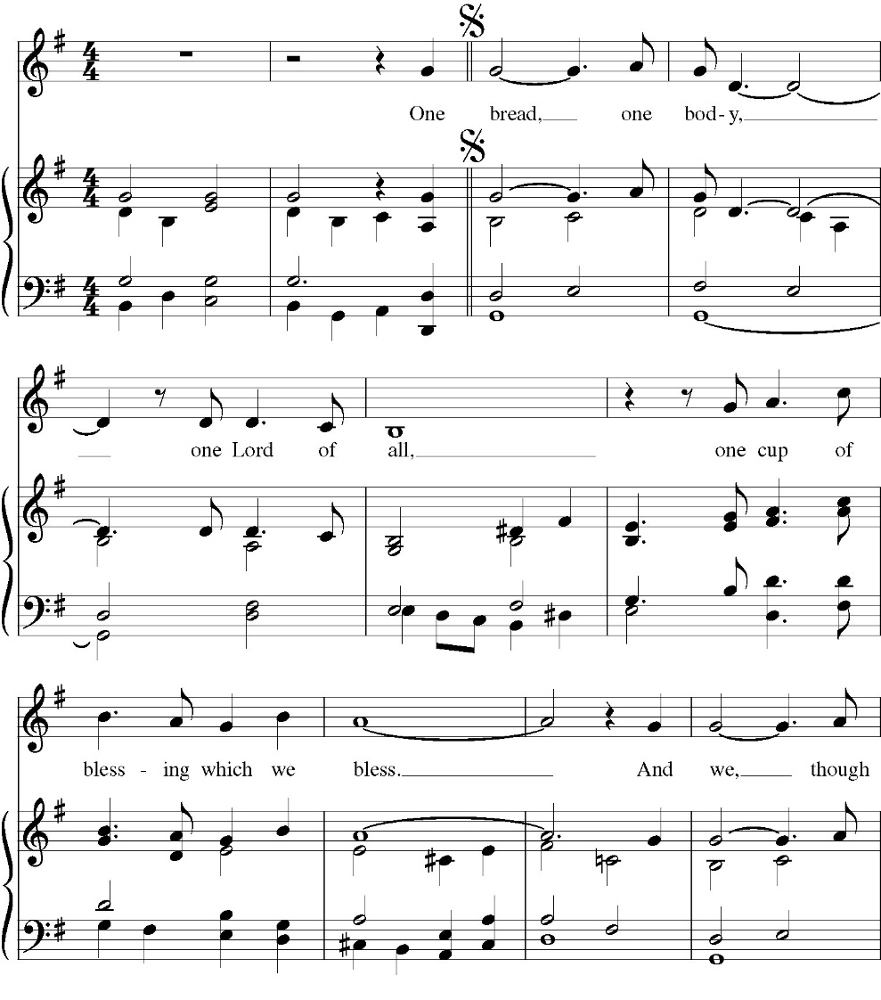 One bread, one bod-y,
one Lord of all, one cup of
bless - ing which we bless. And we, though